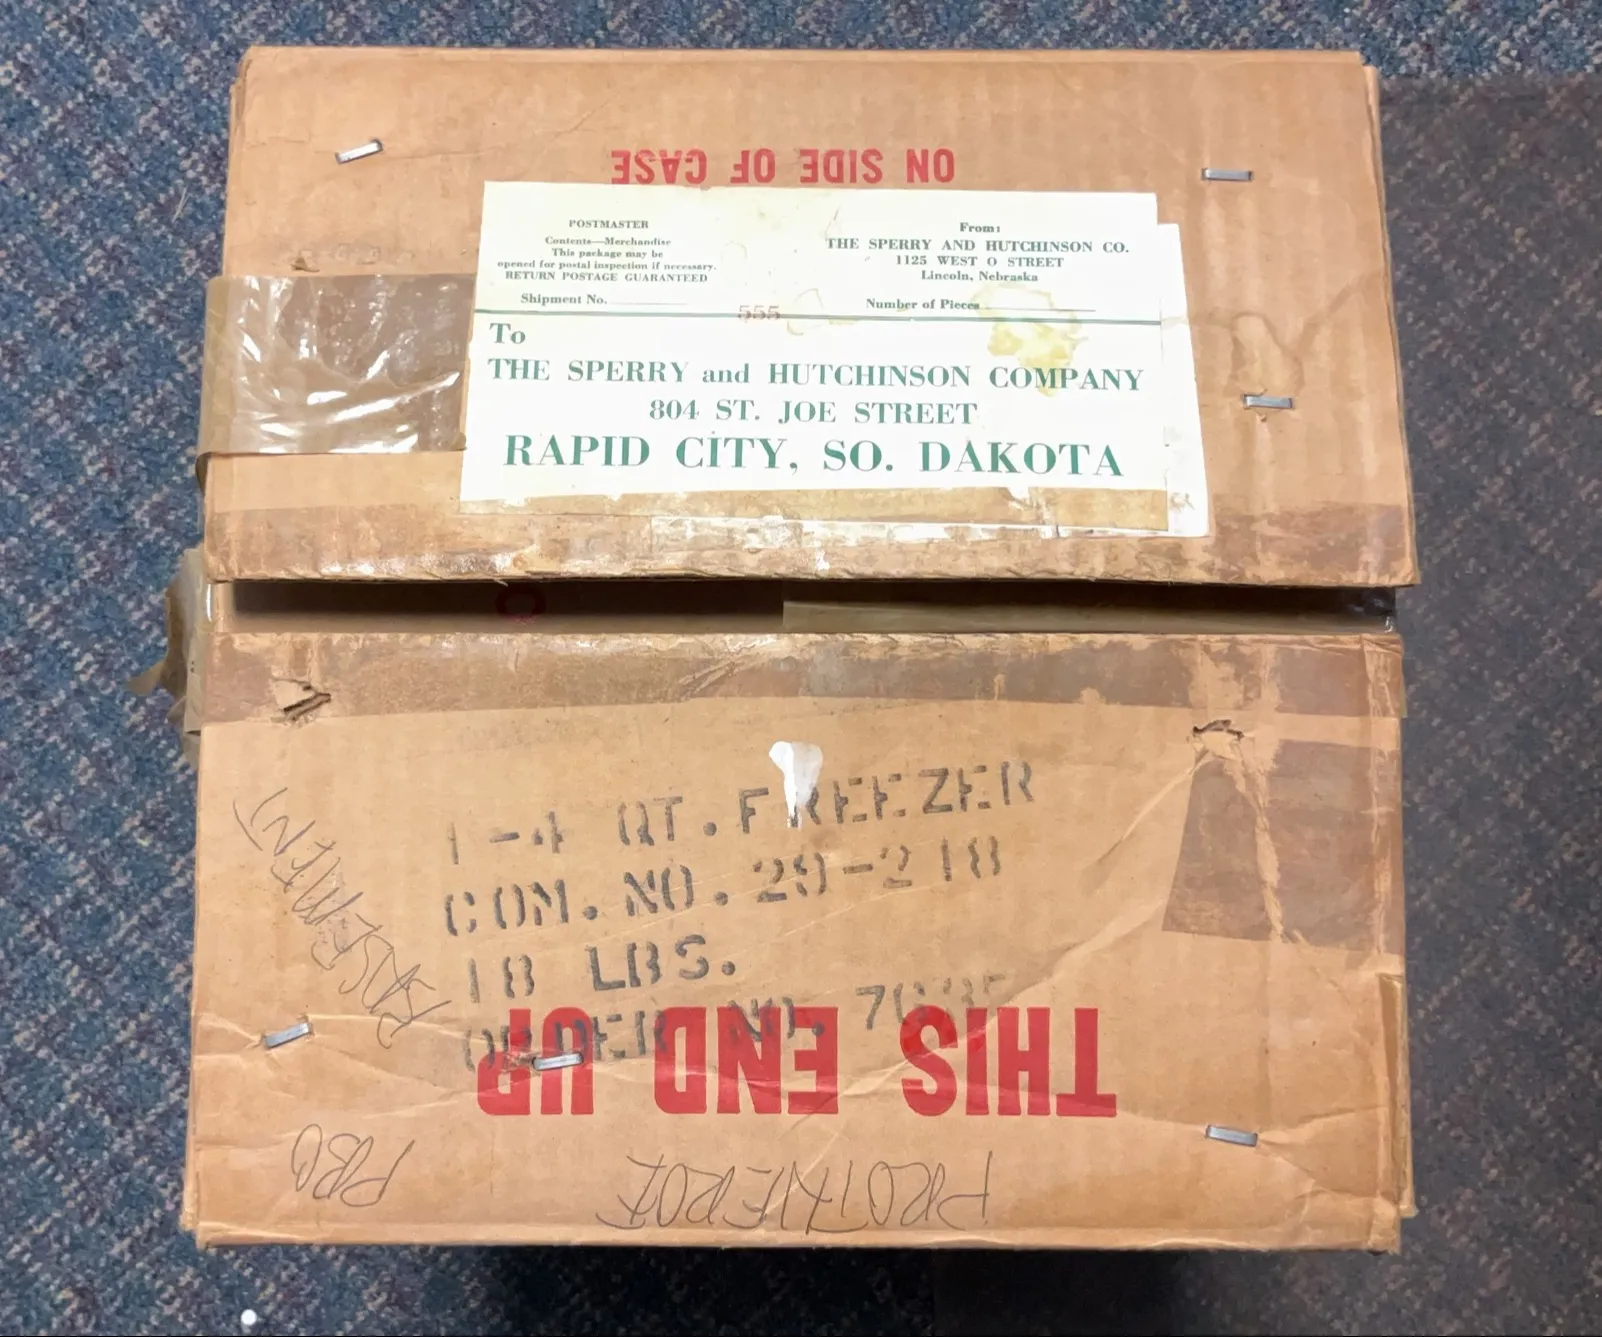 ON SIDE OF CASE
POSTMASTER
Contents—Merchandise
This package may be
opened for postal inspection if necessary.
RETURN POSTAGE GUARANTEED
Shipment No.
From:
THE SPERRY AND HUTCHINSON CO.
1125 WEST O STREET
Lincoln, Nebraska
Number of Pieces
555
To
THE SPERRY and HUTCHINSON COMPANY
804 ST. JOE STREET
RAPID CITY, SO. DAKOTA
C
1-4 QT. FREEZER
COM. NO. 29-218
18 LBS.
ORDER NO.
THIS END UP
BASEMENT